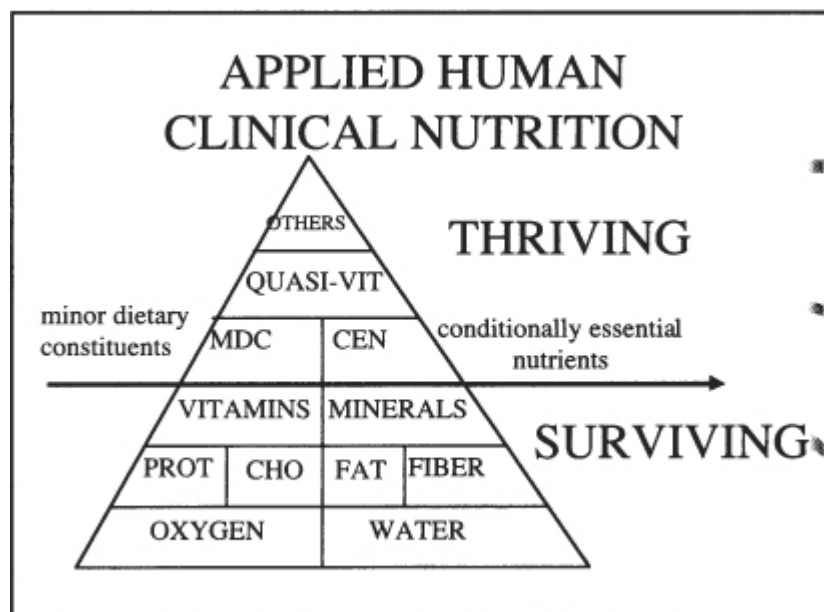 APPLIED HUMAN
CLINICAL NUTRITION
OTHERS
THRIVING
QUASI-VIT
minor dietary
constituents
MDC CEN
conditionally essential
nutrients
VITAMINS MINERALS
SURVIVING
PROT CHO FAT FIBER
OXYGEN WATER